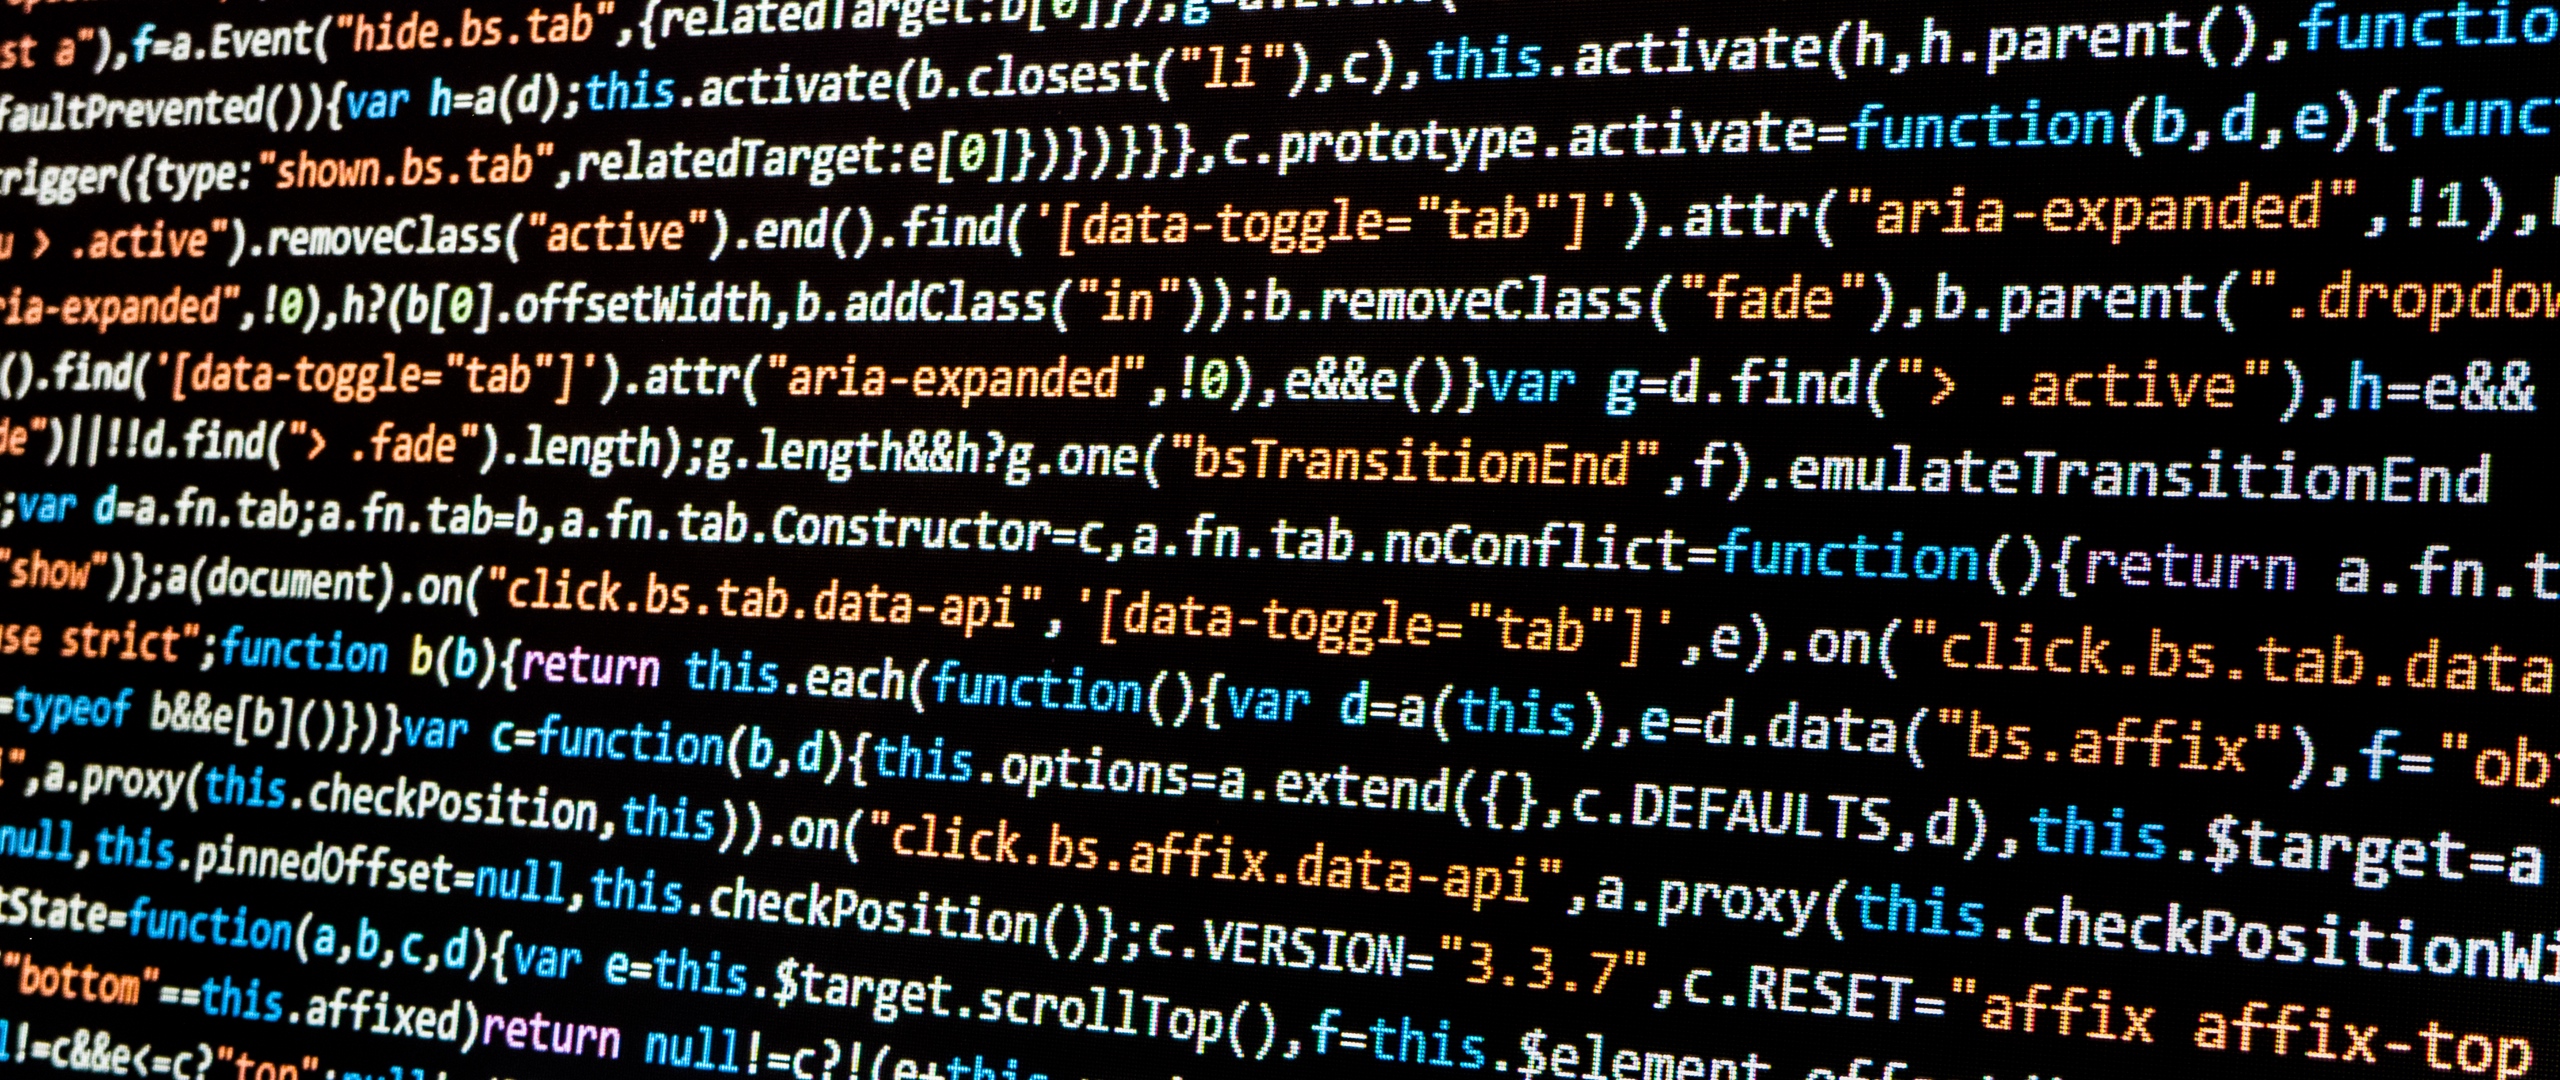 st a"),f=a.Event("hide.bs.tab",{relatedTarget:b[0]}),g=a.Event(
faultPrevented()){var h=a(d);this.activate(b.closest("li"),c),this.activate(h,h.parent(),functio
rigger({type:"shown.bs.tab",relatedTarget:e[0]})})}}},c.prototype.activate=function(b,d,e){func
u > .active").removeClass("active").end().find('[data-toggle="tab"]').attr("aria-expanded",!1),
ria-expanded",!0),h?(b[0].offsetWidth,b.addClass("in")):b.removeClass("fade"),b.parent(".dropdow
().find('[data-toggle="tab"]').attr("aria-expanded",!0),e&&e()}var g=d.find("> .active"),h=e&&
de")||!!d.find("> .fade").length);g.length&&h?g.one("bsTransitionEnd",f).emulateTransitionEnd
;var d=a.fn.tab;a.fn.tab=b,a.fn.tab.Constructor=c,a.fn.tab.noConflict=function(){return a.fn.t
"show")};a(document).on("click.bs.tab.data-api",'[data-toggle="tab"]',e).on("click.bs.tab.data
use strict";function b(b){return this.each(function(){var d=a(this),e=d.data("bs.affix"),f="obj
=typeof b&&e[b]()})}var c=function(b,d){this.options=a.extend({},c.DEFAULTS,d),this.$target=a
",a.proxy(this.checkPosition,this)).on("click.bs.affix.data-api",a.proxy(this.checkPositionWi
null,this.pinnedOffset=null,this.checkPosition()};c.VERSION="3.3.7",c.RESET="affix affix-top
tState=function(a,b,c,d){var e=this.$target.scrollTop(),f=this.$element.off
"bottom"==this.affixed)return null!=c?!(e+this
l!=c&&e<=c?"top":null